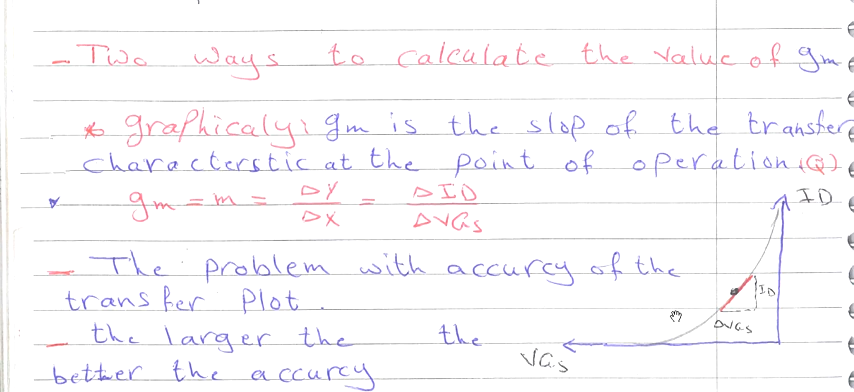 - Two ways to calculate the value of gm
* graphicaly: gm is the slop of the transfer
characterstic at the point of operation (Q)
gm = m = ΔY/ΔX = ΔID/ΔVGs
ID
- The problem with accurcy of the
transfer Plot.
ID
ΔVGs
- the larger the the
VGs
better the accurcy